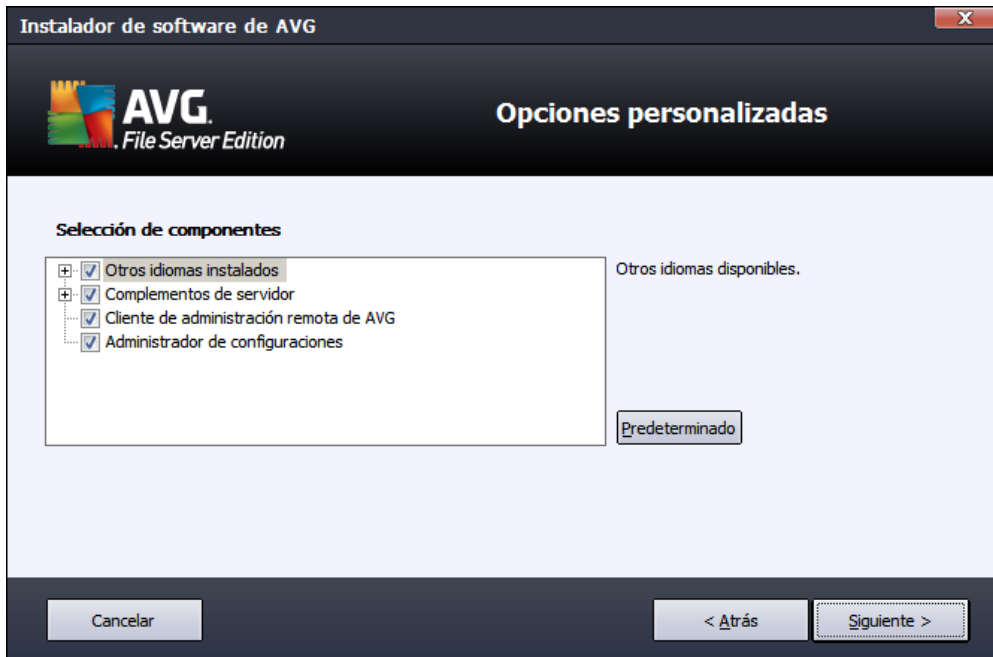 Instalador de software de AVG
X
AVG.
File Server Edition
Opciones personalizadas
Selección de componentes
Otros idiomas instalados
Complementos de servidor
Cliente de administración remota de AVG
Administrador de configuraciones
Otros idiomas disponibles.
Predeterminado
Cancelar
< Atrás
Siguiente >